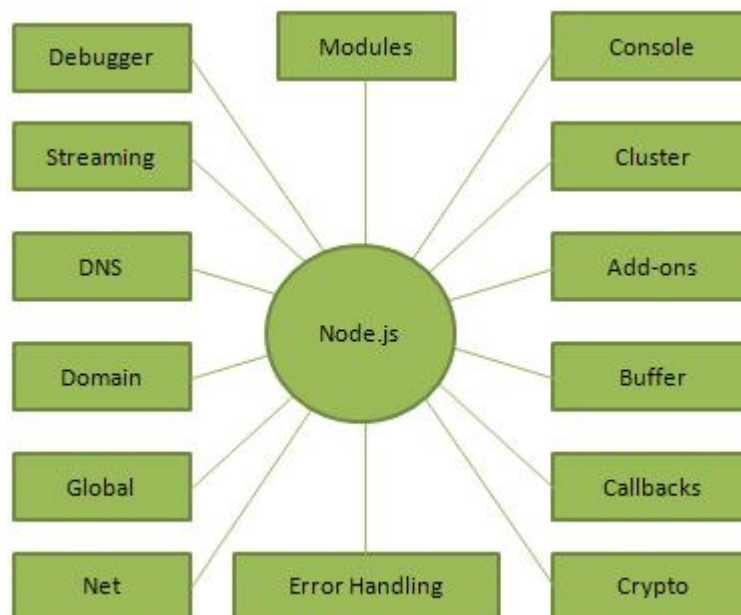 Debugger
Modules
Console
Streaming
Cluster
DNS
Add-ons
Node.js
Domain
Buffer
Global
Callbacks
Net
Error Handling
Crypto